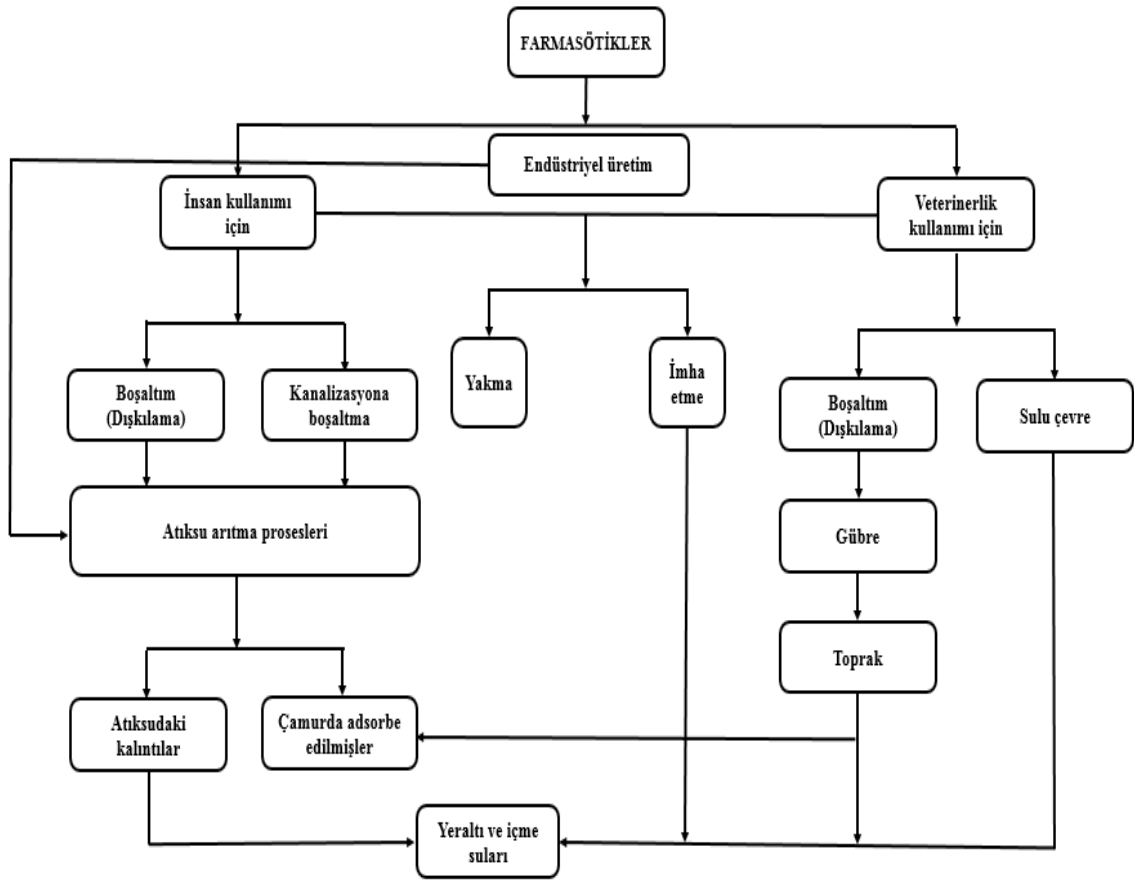 FARMASÖTİKLER
Endüstriyel üretim
İnsan kullanımı
için
Veterinerlik
kullanımı için
Yakma
İmha
etme
Boşaltım
(Dışkılama)
Kanalizasyona
boşaltma
Boşaltım
(Dışkılama)
Sulu çevre
Atıksu arıtma prosesleri
Gübre
Toprak
Atıksudaki
kalıntılar
Çamurda adsorbe
edilmişler
Yeraltı ve içme
suları